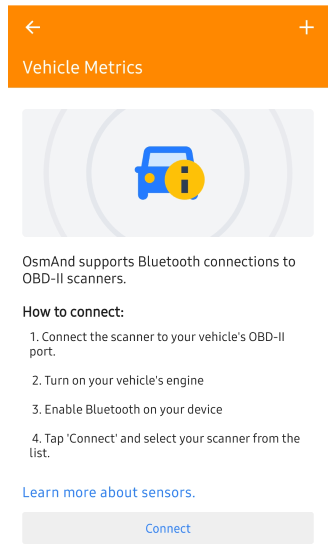 Vehicle Metrics
OsmAnd supports Bluetooth connections to
OBD-II scanners.
How to connect:
1. Connect the scanner to your vehicle's OBD-II
port.
2. Turn on your vehicle's engine
3. Enable Bluetooth on your device
4. Tap 'Connect' and select your scanner from the
list.
Learn more about sensors.
Connect